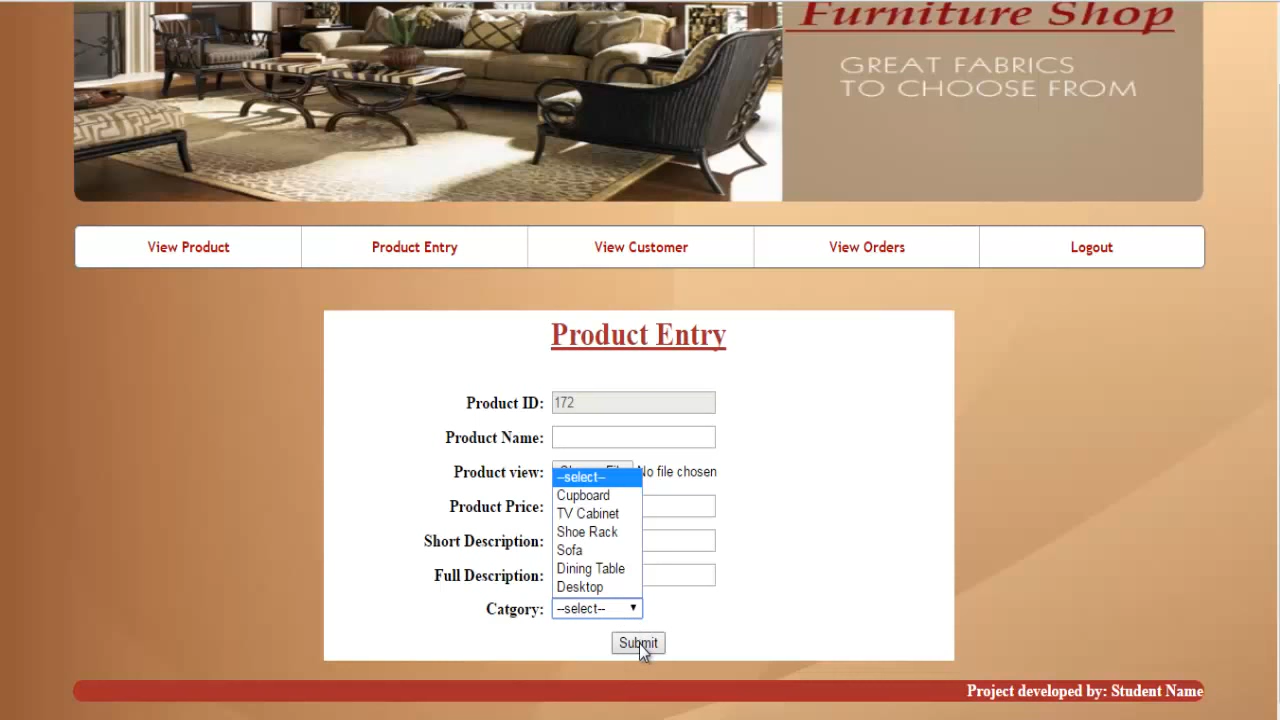 Furniture Shop
GREAT FABRICS
TO CHOOSE FROM
View Product Product Entry View Customer View Orders Logout
Product Entry
Product ID: 172
Product Name:
Product view: No file chosen
--select--
Cupboard
Product Price:
TV Cabinet
Shoe Rack
Short Description:
Sofa
Dining Table
Full Description:
Desktop
Catgory: --select--
Submit
Project developed by: Student Name